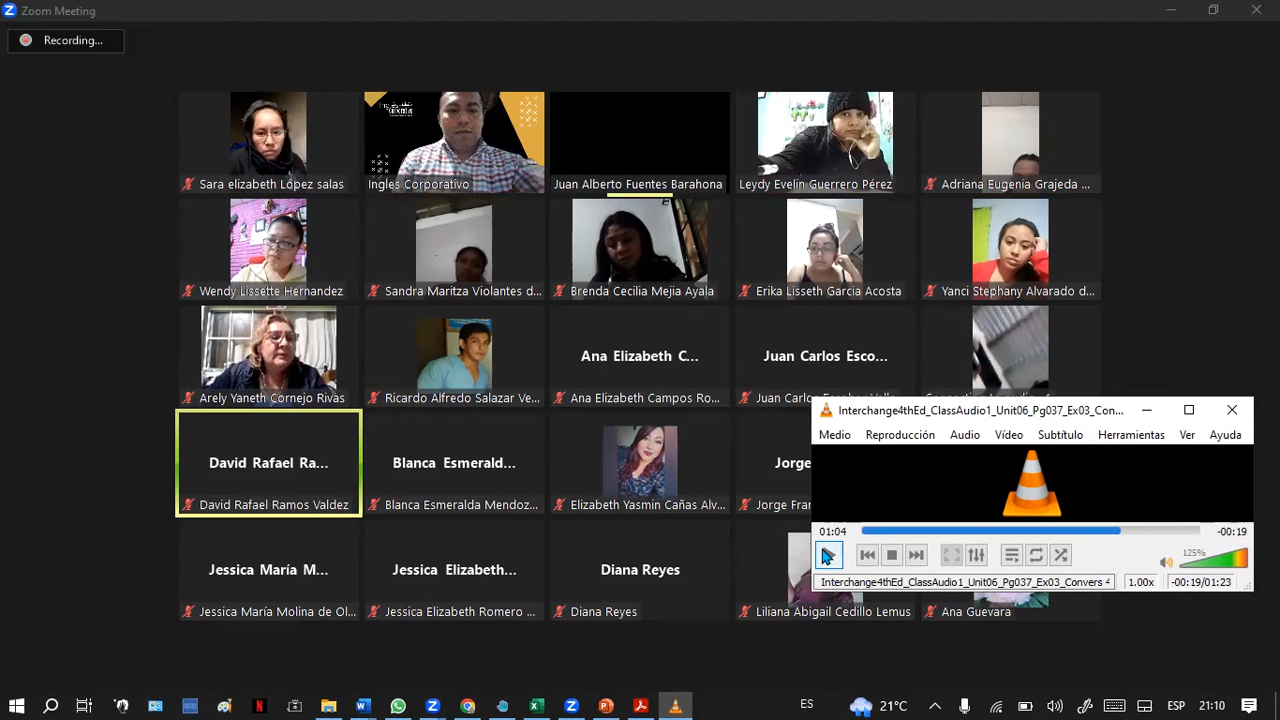 Zoom Meeting
Recording...
Sara elizabeth López salas
Ingles Corporativo
Juan Alberto Fuentes Barahona
Leydy Evelin Guerrero Pérez
Adriana Eugenia Grajeda ...
Wendy Lissette Hernandez
Sandra Maritza Violantes d...
Brenda Cecilia Mejia Ayala
Erika Lisseth Garcia Acosta
Yanci Stephany Alvarado d...
Ana Elizabeth C...
Juan Carlos Esco...
Arely Yaneth Cornejo Rivas
Ricardo Alfredo Salazar Ve...
Ana Elizabeth Campos Ro...
Juan Carlos
Interchange4thEd_ClassAudio1_Unit06_Pg037_Ex03_Con...
Medio Reproducción Audio Vídeo Subtítulo Herramientas Ver Ayuda
David Rafael Ra...
Blanca Esmerald...
Jorge
David Rafael Ramos Valdez
Blanca Esmeralda Mendoz...
Elizabeth Yasmin Cañas Alv...
Jorge Fran
01:04
-00:19
125%
Interchange4thEd_ClassAudio1_Unit06_Pg037_Ex03_Convers 4
1.00x
-00:19/01:23
Jessica María M...
Jessica Elizabeth...
Diana Reyes
Jessica María Molina de Ol...
Jessica Elizabeth Romero ...
Diana Reyes
Liliana Abigail Cedillo Lemus
Ana Guevara
ES
21°C
ESP
21:10